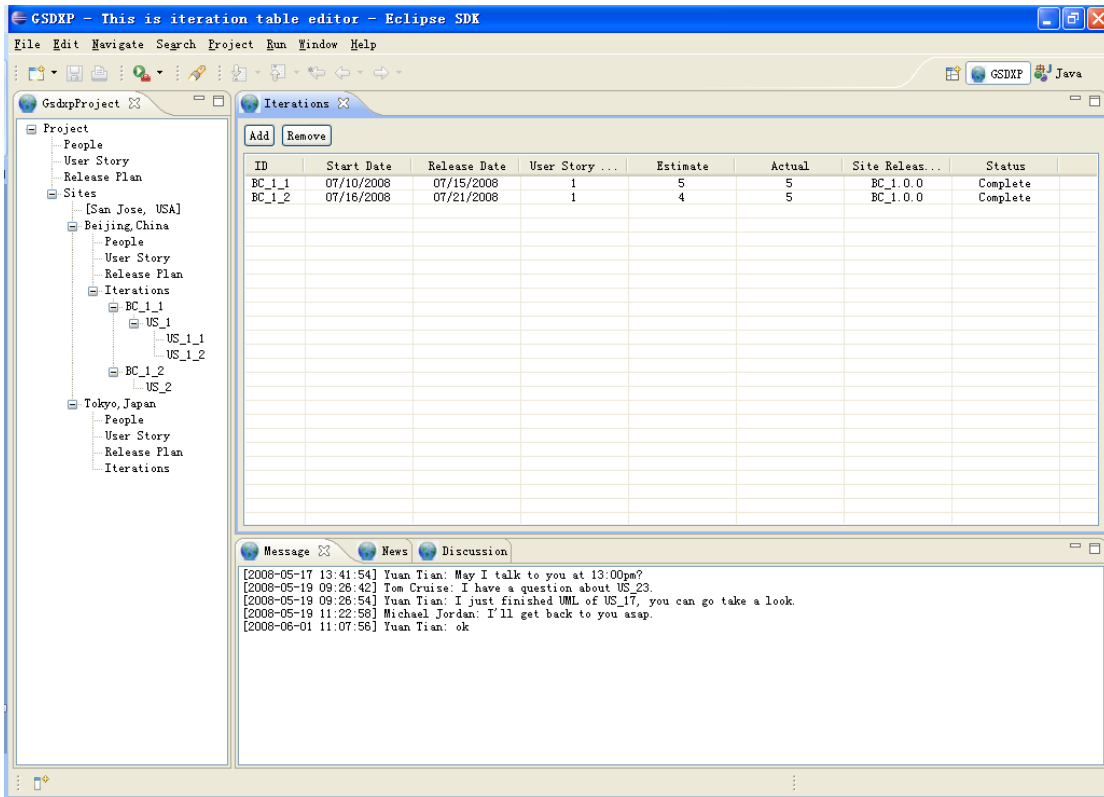 GSDXP - This is iteration table editor - Eclipse SDK
File Edit Navigate Search Project Run Window Help
GSDXP Java
GsdxpProject
Project
People
User Story
Release Plan
Sites
[San Jose, USA]
Beijing,China
People
User Story
Release Plan
Iterations
BC_1_1
US_1
US_1_1
US_1_2
BC_1_2
US_2
Tokyo,Japan
People
User Story
Release Plan
Iterations
Iterations
Add Remove
ID Start Date Release Date User Story ... Estimate Actual Site Releas... Status
BC_1_1 07/10/2008 07/15/2008 1 5 5 BC_1.0.0 Complete
BC_1_2 07/16/2008 07/21/2008 1 4 5 BC_1.0.0 Complete
Message News Discussion
[2008-05-17 13:41:54] Yuan Tian: May I talk to you at 13:00pm?
[2008-05-19 09:26:42] Tom Cruise: I have a question about US_23.
[2008-05-19 09:26:54] Yuan Tian: I just finished UML of US_17, you can go take a look.
[2008-05-19 11:22:58] Michael Jordan: I'll get back to you asap.
[2008-06-01 11:07:56] Yuan Tian: ok